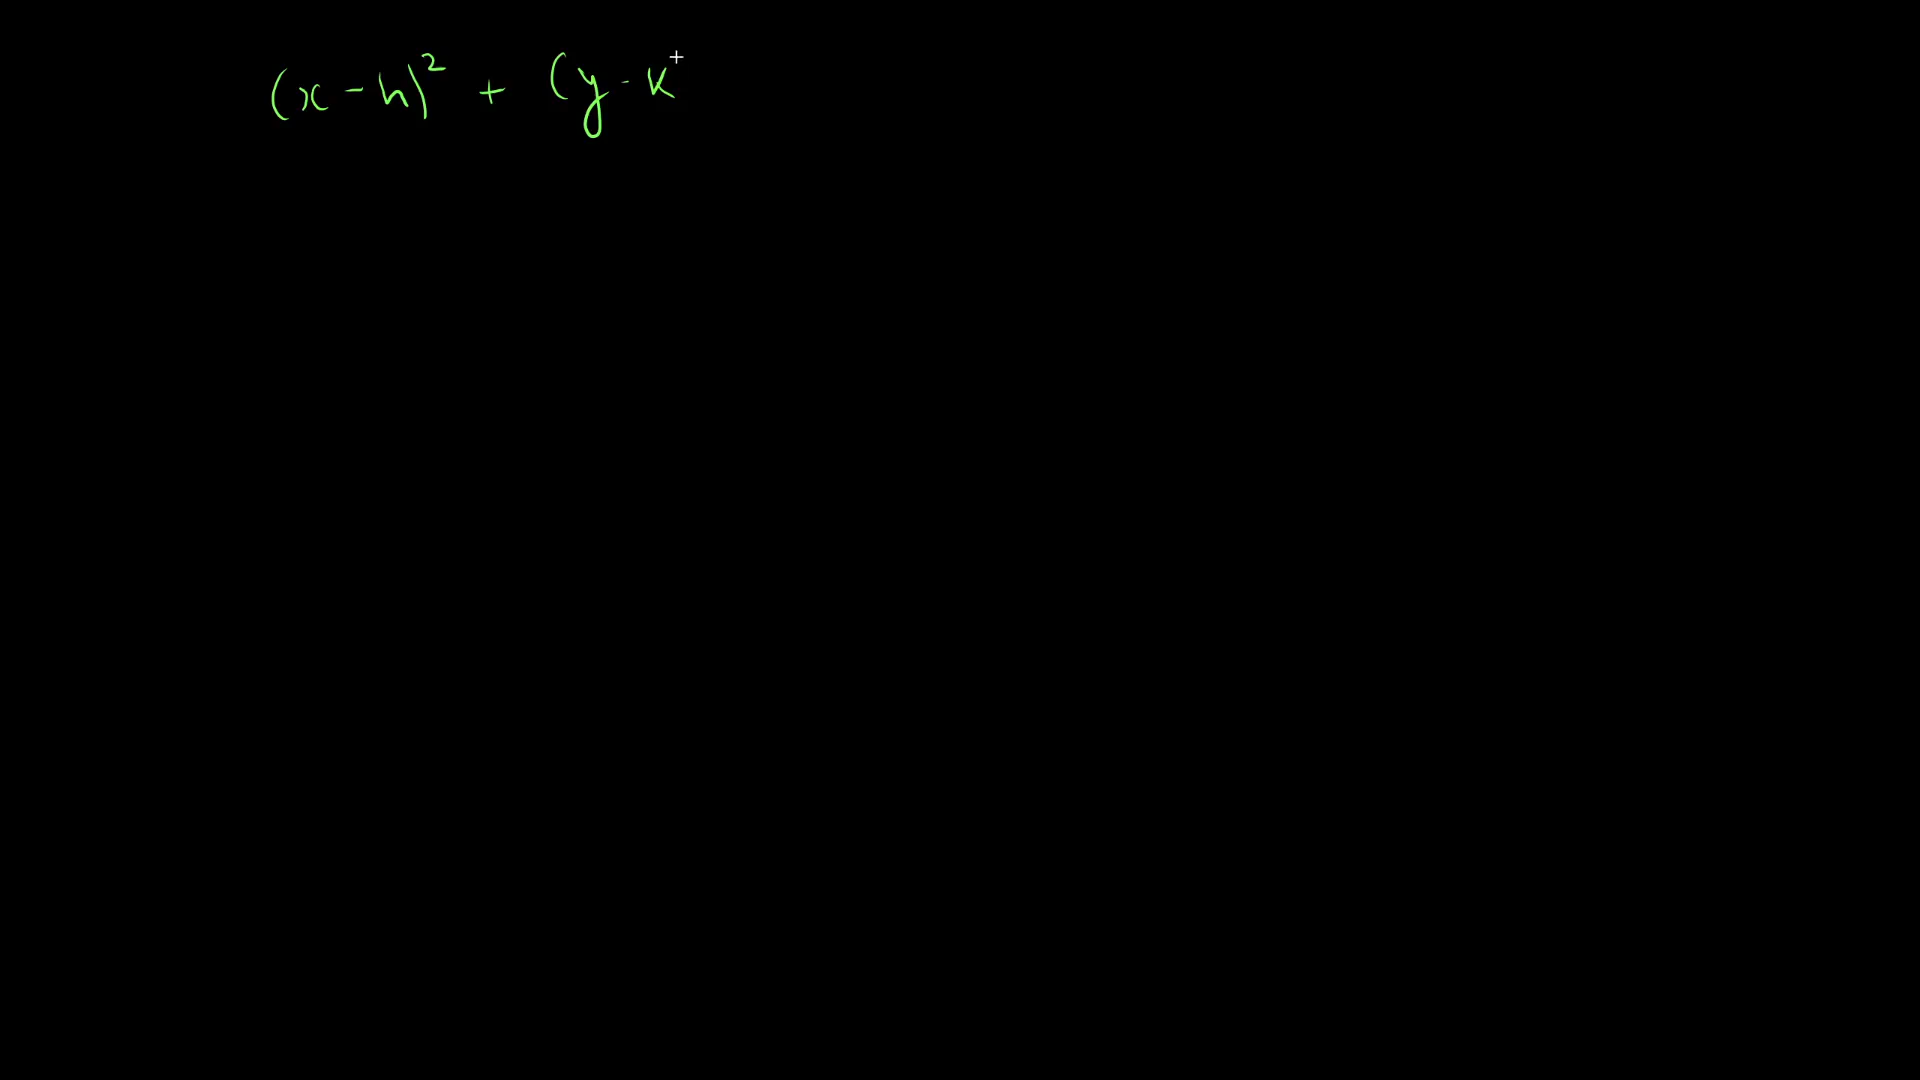 (x - h)² + (y - k